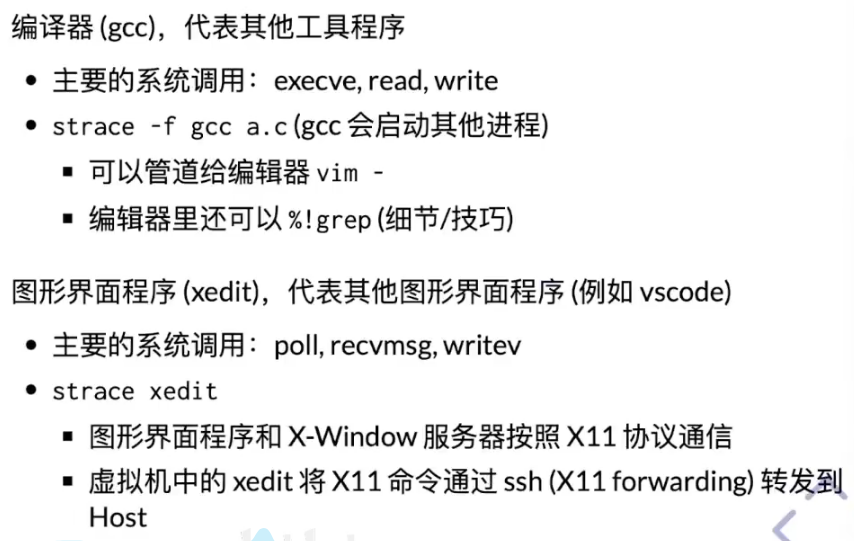 编译器 (gcc)，代表其他工具程序
• 主要的系统调用：execve, read, write
• strace -f gcc a.c (gcc 会启动其他进程)
▪ 可以管道给编辑器 vim -
▪ 编辑器里还可以 %!grep (细节/技巧)
图形界面程序 (xedit)，代表其他图形界面程序 (例如 vscode)
• 主要的系统调用：poll, recvmsg, writev
• strace xedit
▪ 图形界面程序和 X-Window 服务器按照 X11 协议通信
▪ 虚拟机中的 xedit 将 X11 命令通过 ssh (X11 forwarding) 转发到
Host